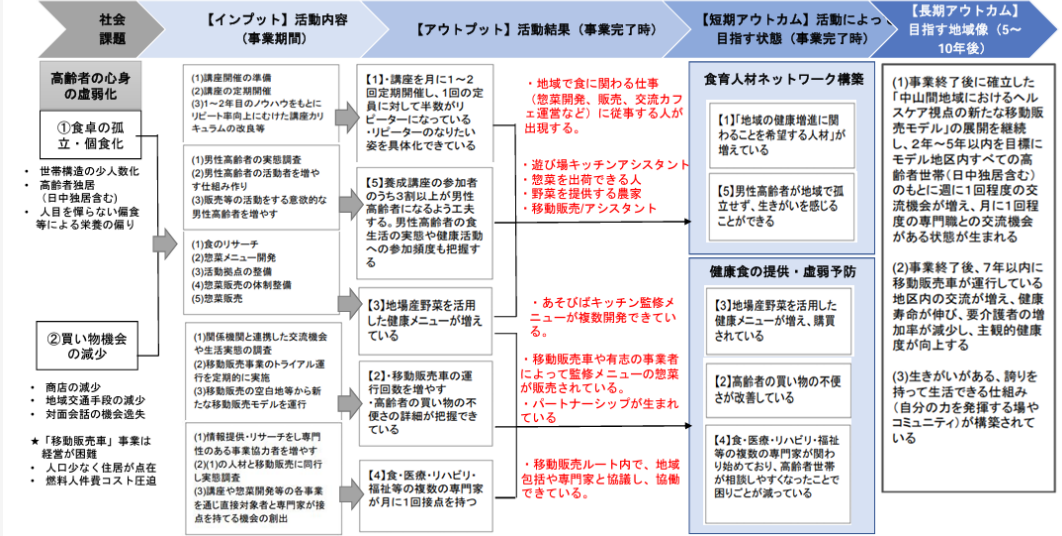 社会
課題
【インプット】活動内容
（事業期間）
【アウトプット】活動結果（事業完了時）
【短期アウトカム】活動によって
目指す状態（事業完了時）
【長期アウトカム】
目指す地域像（5～
10年後）
高齢者の心身
の虚弱化
①食卓の孤
立・個食化
• 世帯構造の少人数化
• 高齢者独居
（日中独居含む）
• 人目を憚らない偏食
等による栄養の偏り
②買い物機会
の減少
• 商店の減少
• 地域交通手段の減少
• 対面会話の機会逸失
★「移動販売車」事業は
経営が困難
• 人口少なく住居が点在
• 燃料人件費コスト圧迫
(1)講座開催の準備
(2)講座の定期開催
(3)1～2年目のノウハウをもとに
リピート率向上にむけた講座カリ
キュラムの改良等
(1)男性高齢者の実態調査
(2)男性高齢者の活動者を増や
す仕組み作り
(3)販売等の活動をする意欲的な
男性高齢者を増やす
(1)食のリサーチ
(2)惣菜メニュー開発
(3)活動拠点の整備
(4)惣菜販売の体制整備
(5)惣菜販売
(1)関係機関と連携した交流機会
や生活実態の調査
(2)移動販売事業のトライアル運
行を定期的に実施
(3)移動販売の空白地等から新
たな移動販売モデルを運行
(1)情報提供・リサーチをし専門
性のある事業協力者を増やす
(2)(1)の人材と移動販売に同行
し実態調査
(3)講座や惣菜開発等の各事業
を通じ直接対象者と専門家が接
点を持てる機会の創出
【1】・講座を月に1～2
回定期開催し、1回の定
員に対して半数がリ
ピーターになっている
・リピーターのなりたい
姿を具体化できている
【5】養成講座の参加者
のうち3割以上が男性
高齢者になるよう工夫
する。男性高齢者の食
生活の実態や健康活動
への参加頻度も把握す
る
【3】地場産野菜を活用
した健康メニューが増え
ている
【2】・移動販売車の運
行回数を増やす
・高齢者の買い物の不
便さの詳細が把握でき
ている
【4】食・医療・リハビリ・
福祉等の複数の専門家
が月に1回接点を持つ
・地域で食に関わる仕事
（惣菜開発、販売、交流カフ
ェ運営など）に従事する人が
出現する。
・遊び場キッチンアシスタント
・惣菜を出荷できる人
・野菜を提供する農家
・移動販売/アシスタント
・あそびばキッチン監修メ
ニューが複数開発できてい
る。
・移動販売車や有志の事業者
によって監修メニューの惣菜
が販売されている。
・パートナーシップが生まれ
ている
・移動販売ルート内で、地域
包括や専門家と協議し、協働
できている。
食育人材ネットワーク構築
【1】「地域の健康増進に関
わることを希望する人材」が
増えている
【5】男性高齢者が地域で孤
立せず、生きがいを感じる
ことができる
健康食の提供・虚弱予防
【3】地場産野菜を活用した
健康メニューが増え、購買
されている
【2】高齢者の買い物の不便
さが改善している
【4】食・医療・リハビリ・福祉
等の複数の専門家が関わ
り始めており、高齢者世帯
が相談しやすくなったことで
困りごとが減っている
(1)事業終了後に確立した
「中山間地域におけるヘル
スケア視点の新たな移動販
売モデル」の展開を継続
し、2年～5年以内を目標に
モデル地区内すべての高
齢者世帯（日中独居含む）
のもとに週に1回程度の交
流機会が増え、月に1回程
度の専門職との交流機会
がある状態が生まれる
(2)事業終了後、7年以内に
移動販売車が運行している
地区内の交流が増え、健康
寿命が伸び、要介護者の増
加率が減少し、主観的健康
度が向上する
(3)生きがいがある、誇りを
持って生活できる仕組み
（自分の力を発揮する場や
コミュニティ）が構築されて
いる